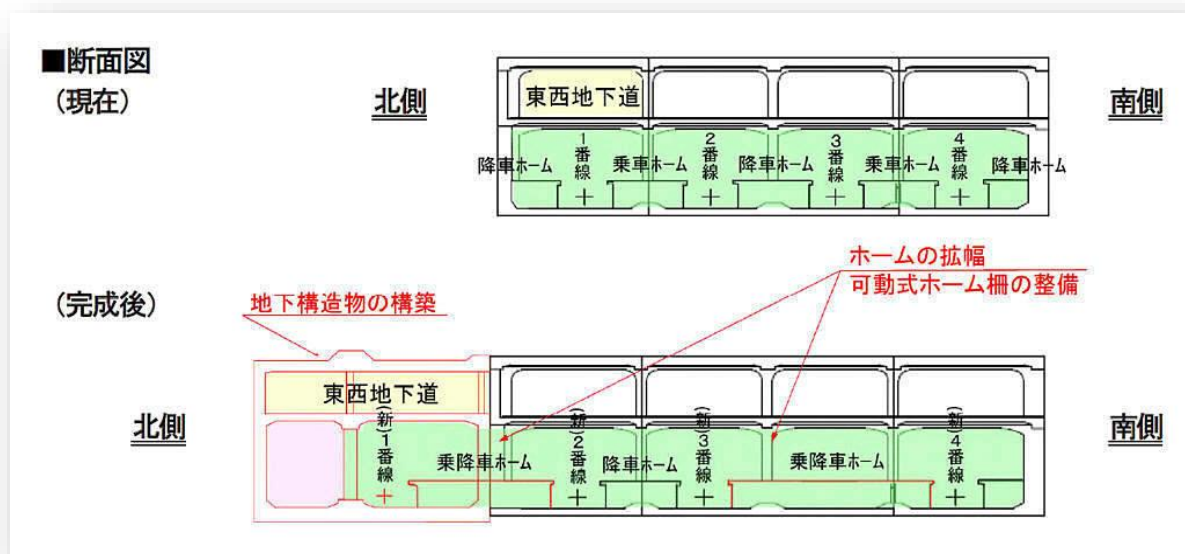 ■断面図
(現在)
北側
南側
東西地下道
1番線
2番線
3番線
4番線
降車ホーム
乗車ホーム
降車ホーム
乗車ホーム
降車ホーム
ホームの拡幅
可動式ホーム柵の整備
(完成後)
地下構造物の構築
東西地下道
北側
南側
(新)1番線
(新)2番線
(新)3番線
(新)4番線
乗降車ホーム
降車ホーム
乗降車ホーム